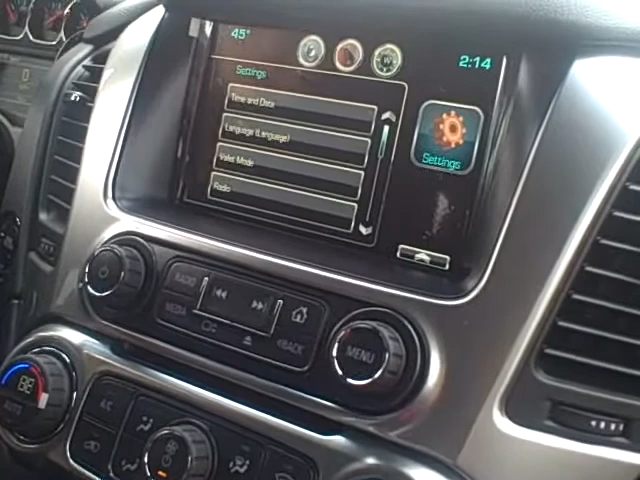 45°
2:14
Settings
Time and Date
Language (Language)
Valet Mode
Radio
Settings
RADIO
MEDIA
BACK
MENU
AUTO
A/C